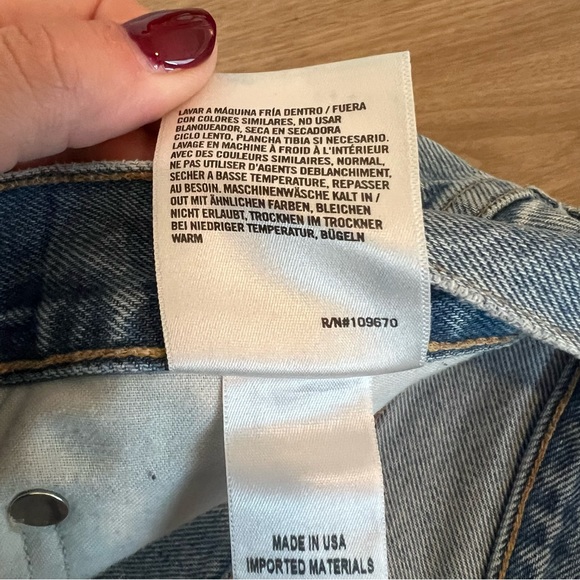 LAVAR A MÁQUINA FRÍA DENTRO / FUERA
CON COLORES SIMILARES, NO USAR
BLANQUEADOR, SECA EN SECADORA
CICLO LENTO, PLANCHA TIBIA SI NECESARIO.
LAVAGE EN MACHINE À FROID À L'INTÉRIEUR
AVEC DES COULEURS SIMILAIRES, NORMAL,
NE PAS UTILISER D'AGENTS DEBLANCHIMENT.
SECHER A BASSE TEMPERATURE, REPASSER
AU BESOIN. MASCHINENWÄSCHE KALT IN /
OUT MIT ÄHNLICHEN FARBEN, BLEICHEN
NICHT ERLAUBT, TROCKNEN IM TROCKNER
BEI NIEDRIGER TEMPERATUR, BÜGELN
WARM
R/N#109670
MADE IN USA
IMPORTED MATERIALS